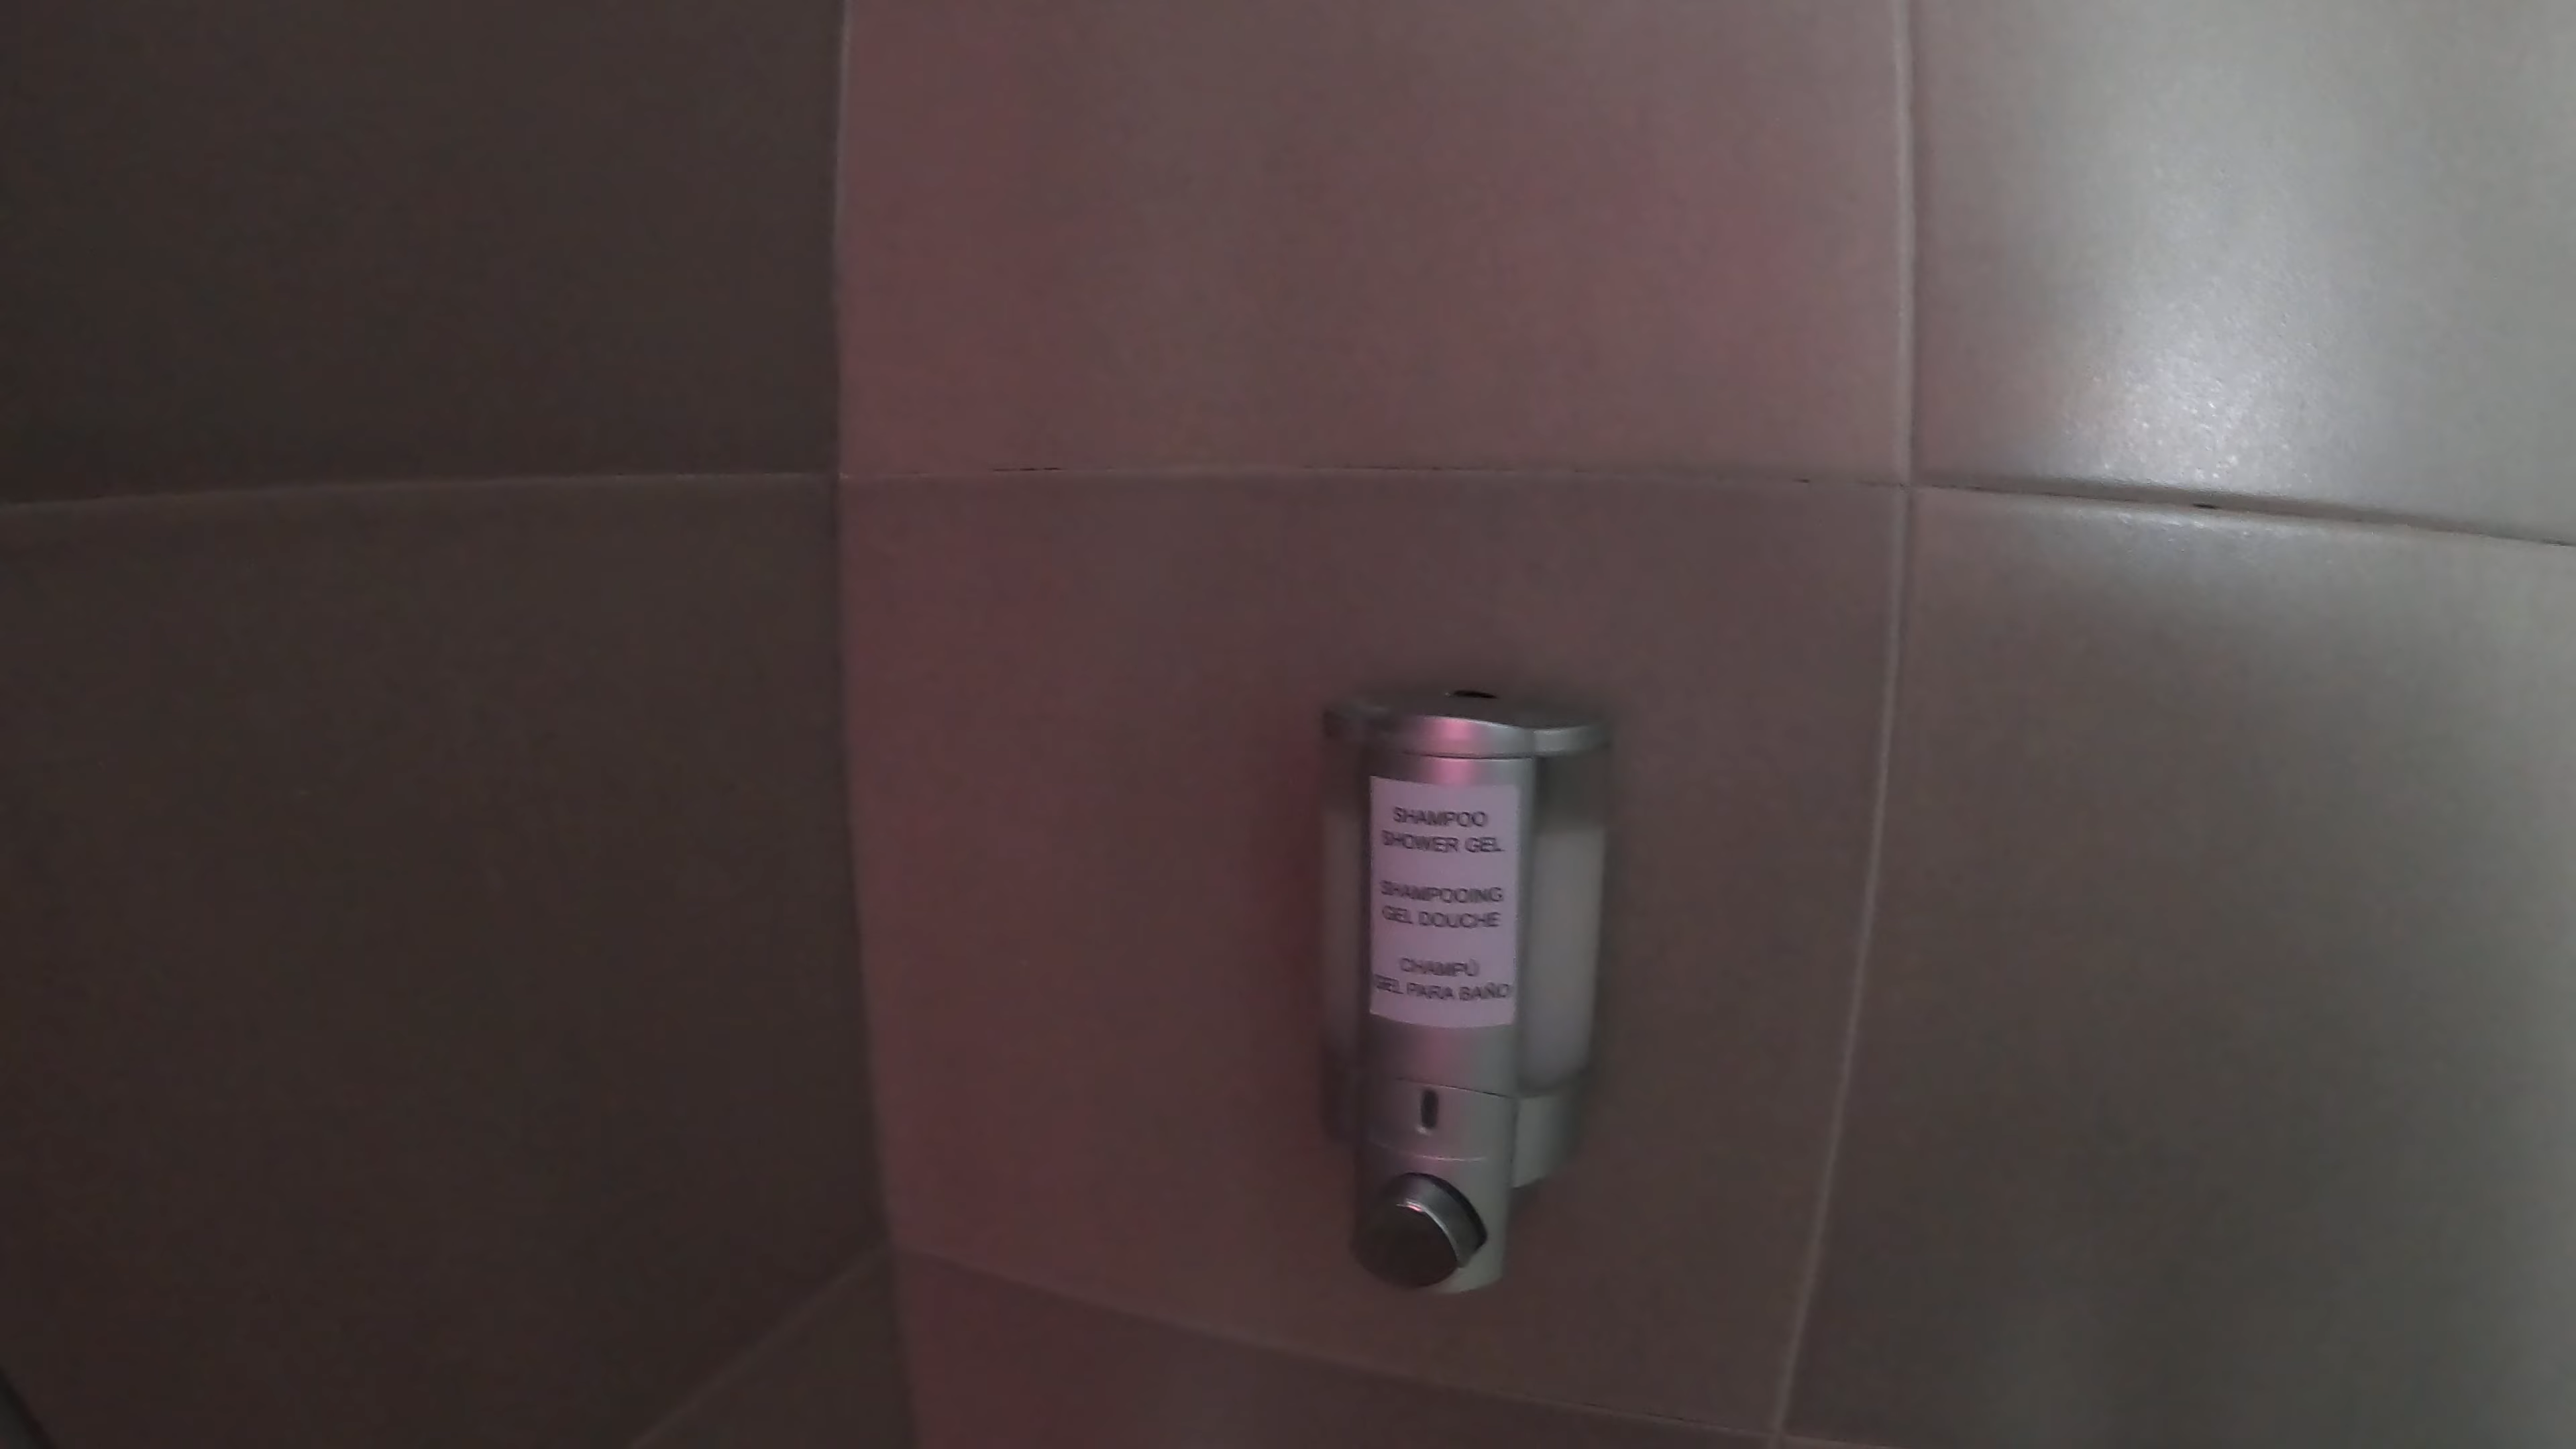 SHAMPOO
SHOWER GEL
SHAMPOOING
GEL DOUCHE
CHAMPÚ
GEL PARA BAÑO